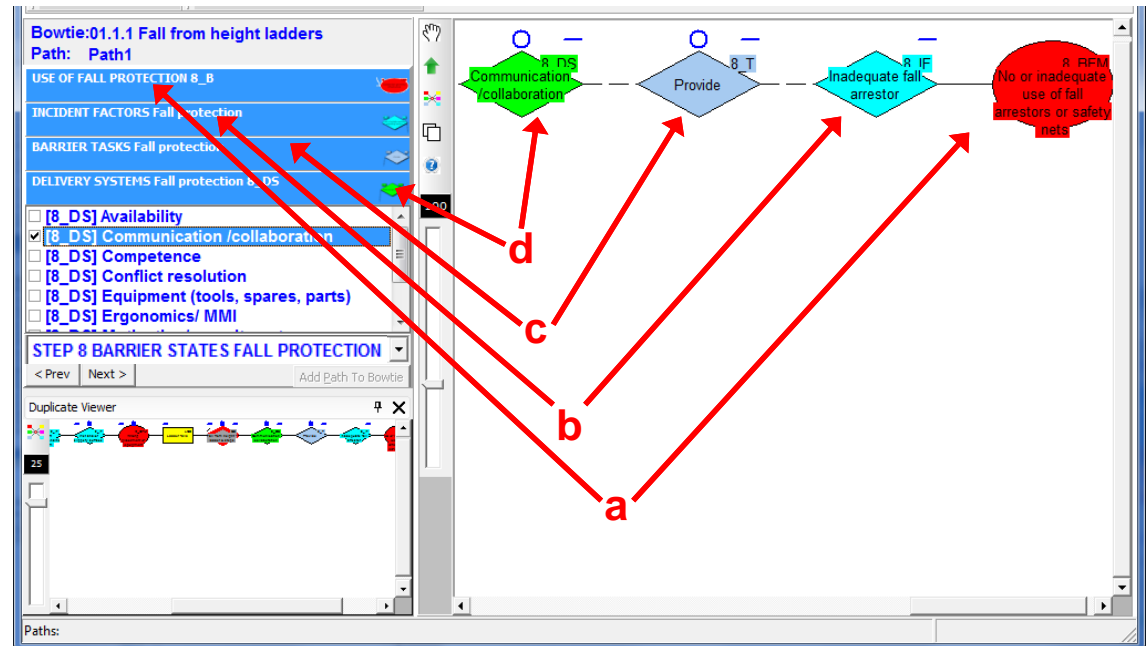 Bowtie:01.1.1 Fall from height ladders
Path: Path1
USE OF FALL PROTECTION 8_B
INCIDENT FACTORS Fall protection
BARRIER TASKS Fall protection
DELIVERY SYSTEMS Fall protection 8_DS
[8_DS] Availability
[8_DS] Communication /collaboration
[8_DS] Competence
[8_DS] Conflict resolution
[8_DS] Equipment (tools, spares, parts)
[8_DS] Ergonomics/ MMI
STEP 8 BARRIER STATES FALL PROTECTION
< Prev
Next >
Add Path To Bowtie
Duplicate Viewer
25
Paths:
8_DS
Communication
/collaboration
8_T
Provide
8_IF
Inadequate fall
arrestor
8_BFM
No or inadequate
use of fall
arrestors or safety
nets
d
c
b
a